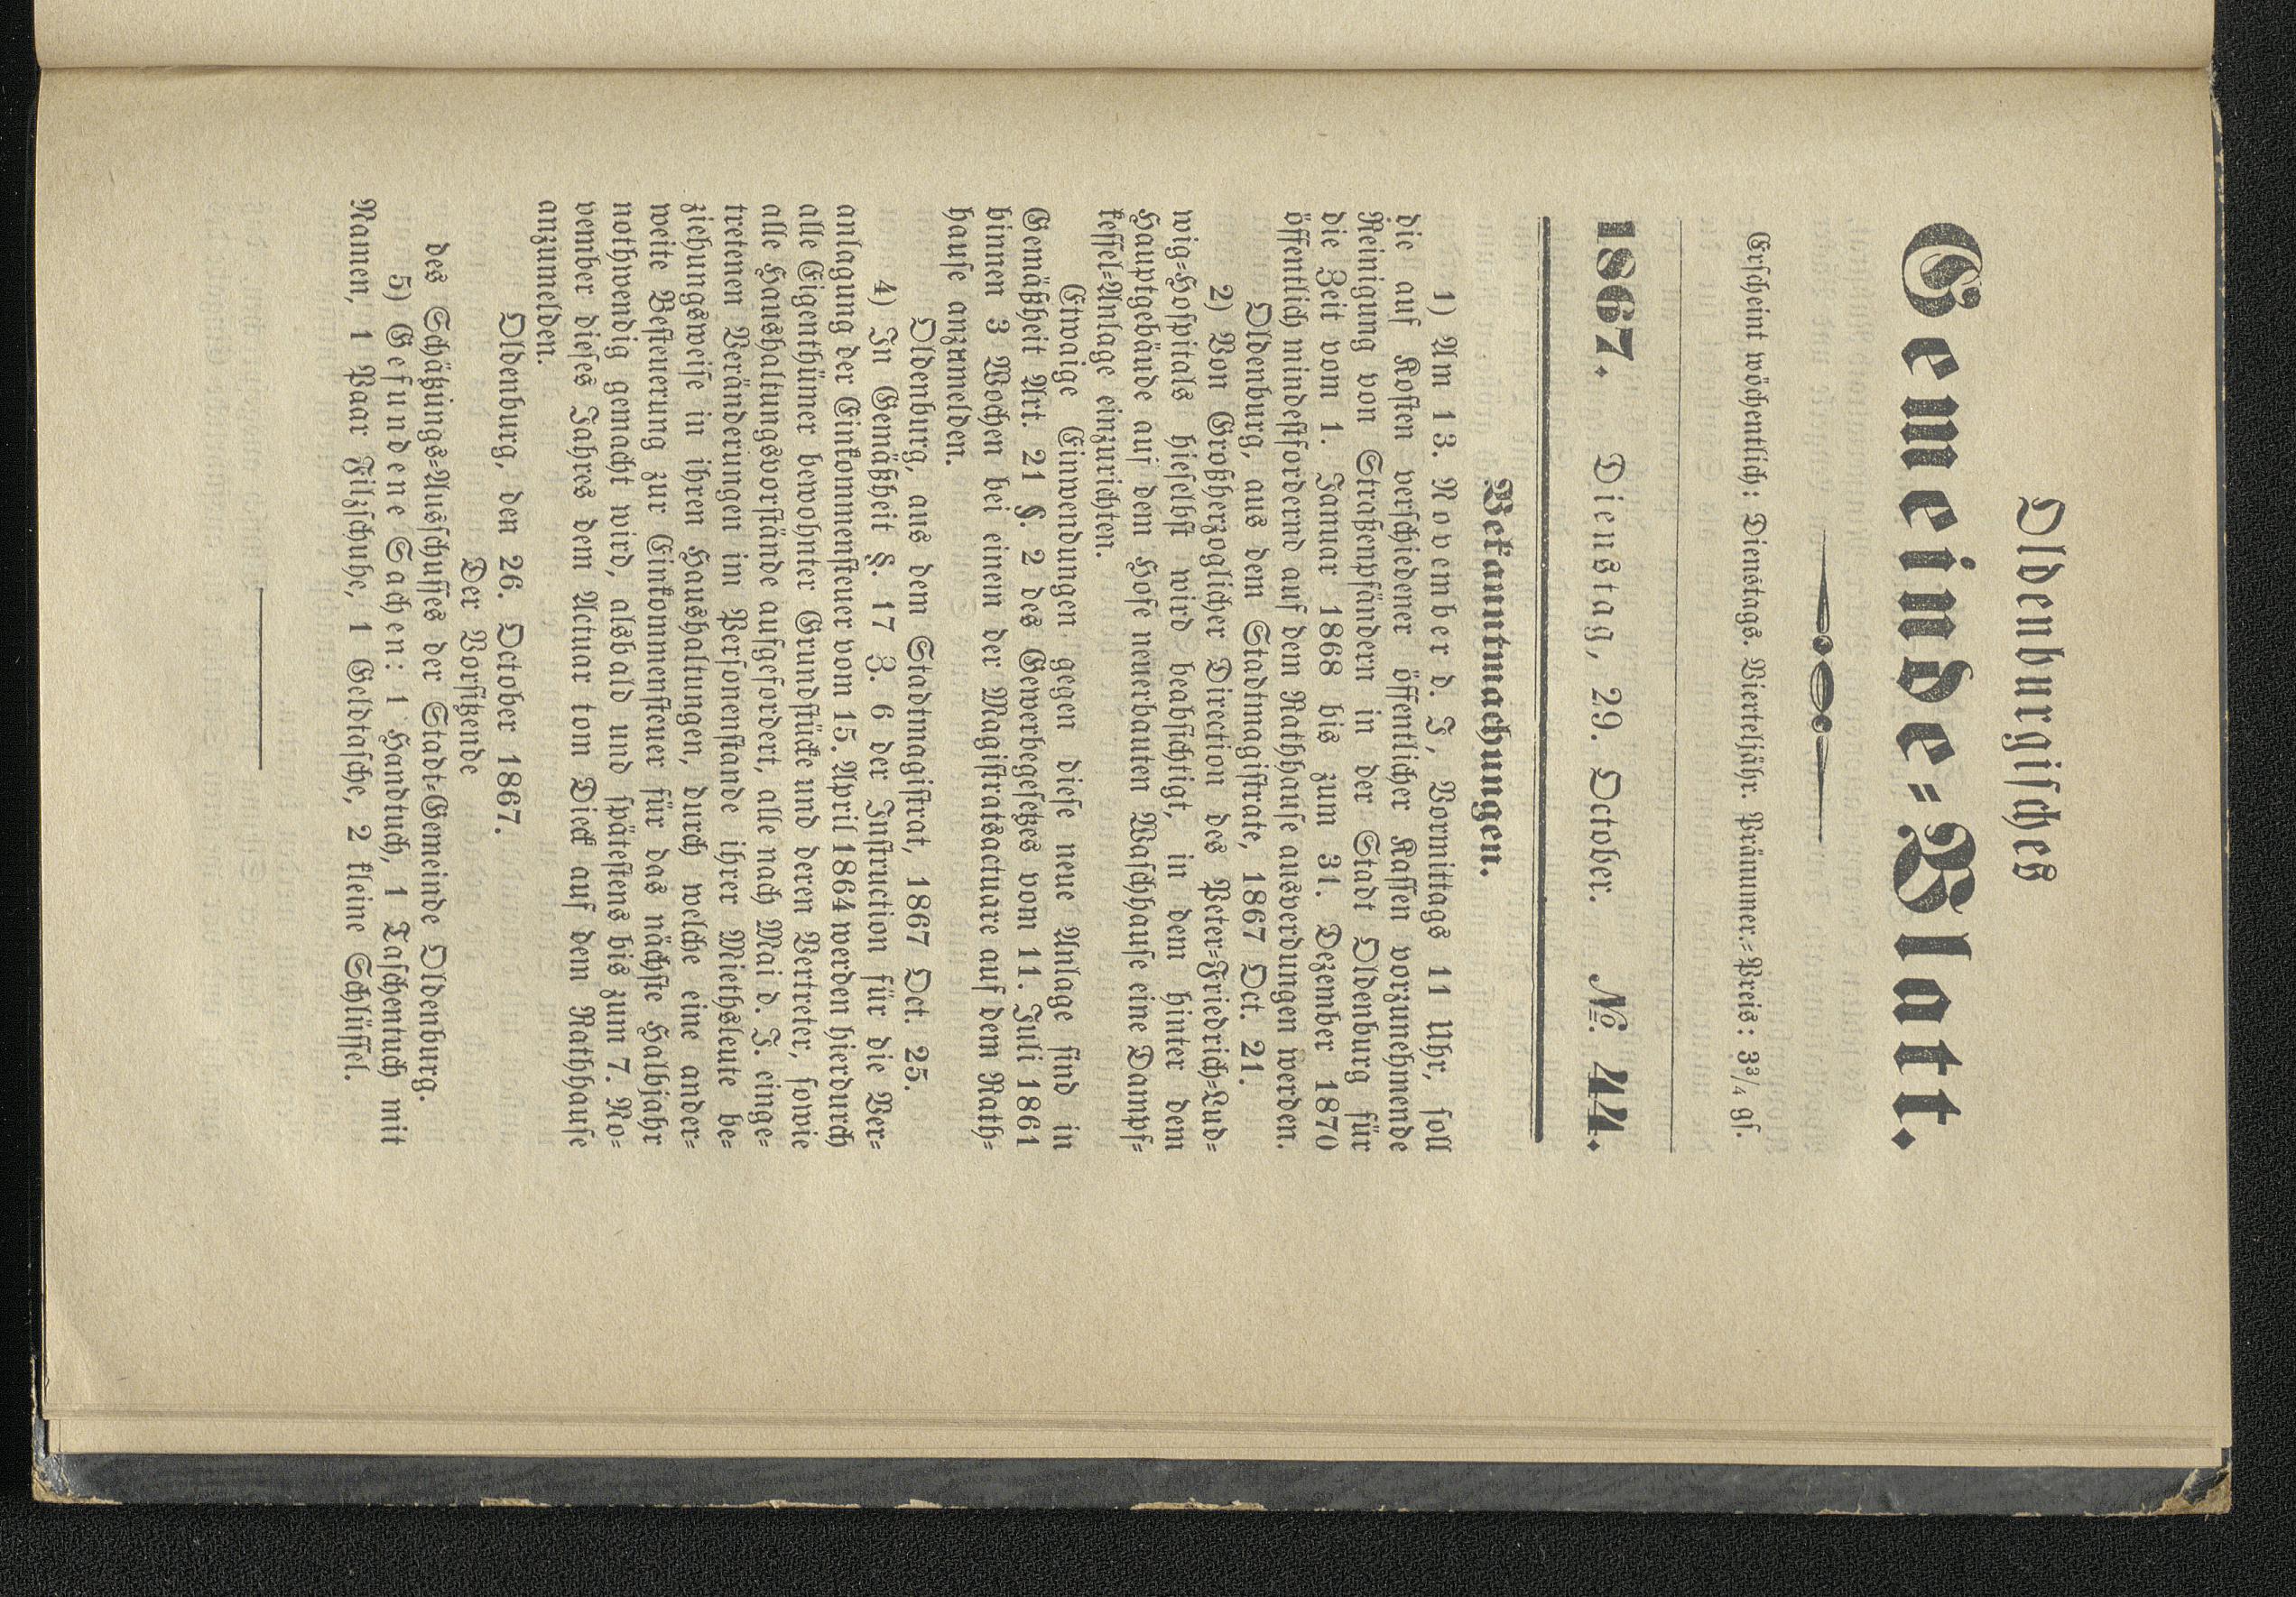 Oldenburgisches
Gemeinde-Blatt.
Erscheint wöchentlich: Dienstags. Vierteljähr. Pränumer.-Preis: 3¾ gs.
1867. Dienstag, 29. October. №. 44.
Bekanntmachungen.
1) Am 13. November d. J., Vormittags 11 Uhr, soll
die auf Kosten verschiedener öffentlicher Kassen vorzunehmende
Reinigung von Straßenpfändern in der Stadt Oldenburg für
die Zeit vom 1. Januar 1868 bis zum 31. Dezember 1870
öffentlich mindestfordernd auf dem Rathhause ausverdungen werden.
Oldenburg, aus dem Stadtmagistrate, 1867 Oct. 21.
2) Von Großherzoglicher Direction des Peter-Friedrich-Lud-
wig-Hospitals hieselbst wird beabsichtigt, in dem hinter dem
Hauptgebäude auf dem Hofe neuerbauten Waschhause eine Dampf-
kessel-Anlage einzurichten.
Etwaige Einwendungen gegen diese neue Anlage sind in
Gemäßheit Art. 21 §. 2 des Gewerbegesetzes vom 11. Juli 1861
binnen 3 Wochen bei einem der Magistratsactuare auf dem Rath-
hause anzumelden.
Oldenburg, aus dem Stadtmagistrat, 1867 Oct. 25.
4) In Gemäßheit §. 17 Z. 6 der Instruction für die Ver-
anlagung der Einkommensteuer vom 15. April 1864 werden hierdurch
alle Eigenthümer bewohnter Grundstücke und deren Vertreter, sowie
alle Haushaltungsvorstände aufgefordert, alle nach Mai d. J. einge-
tretenen Veränderungen im Personenstande ihrer Miethsleute be-
ziehungsweise in ihren Haushaltungen, durch welche eine ander-
weite Besteuerung zur Einkommensteuer für das nächste Halbjahr
nothwendig gemacht wird, alsbald und spätestens bis zum 7. No-
vember dieses Jahres dem Actuar tom Dieck auf dem Rathhause
anzumelden.
Oldenburg, den 26. October 1867.
Der Vorsitzende
des Schätzungs-Ausschusses der Stadt-Gemeinde Oldenburg.
5) Gefundene Sachen: 1 Handtuch, 1 Taschentuch mit
Namen, 1 Paar Filzschuhe, 1 Geldtasche, 2 kleine Schlüssel.